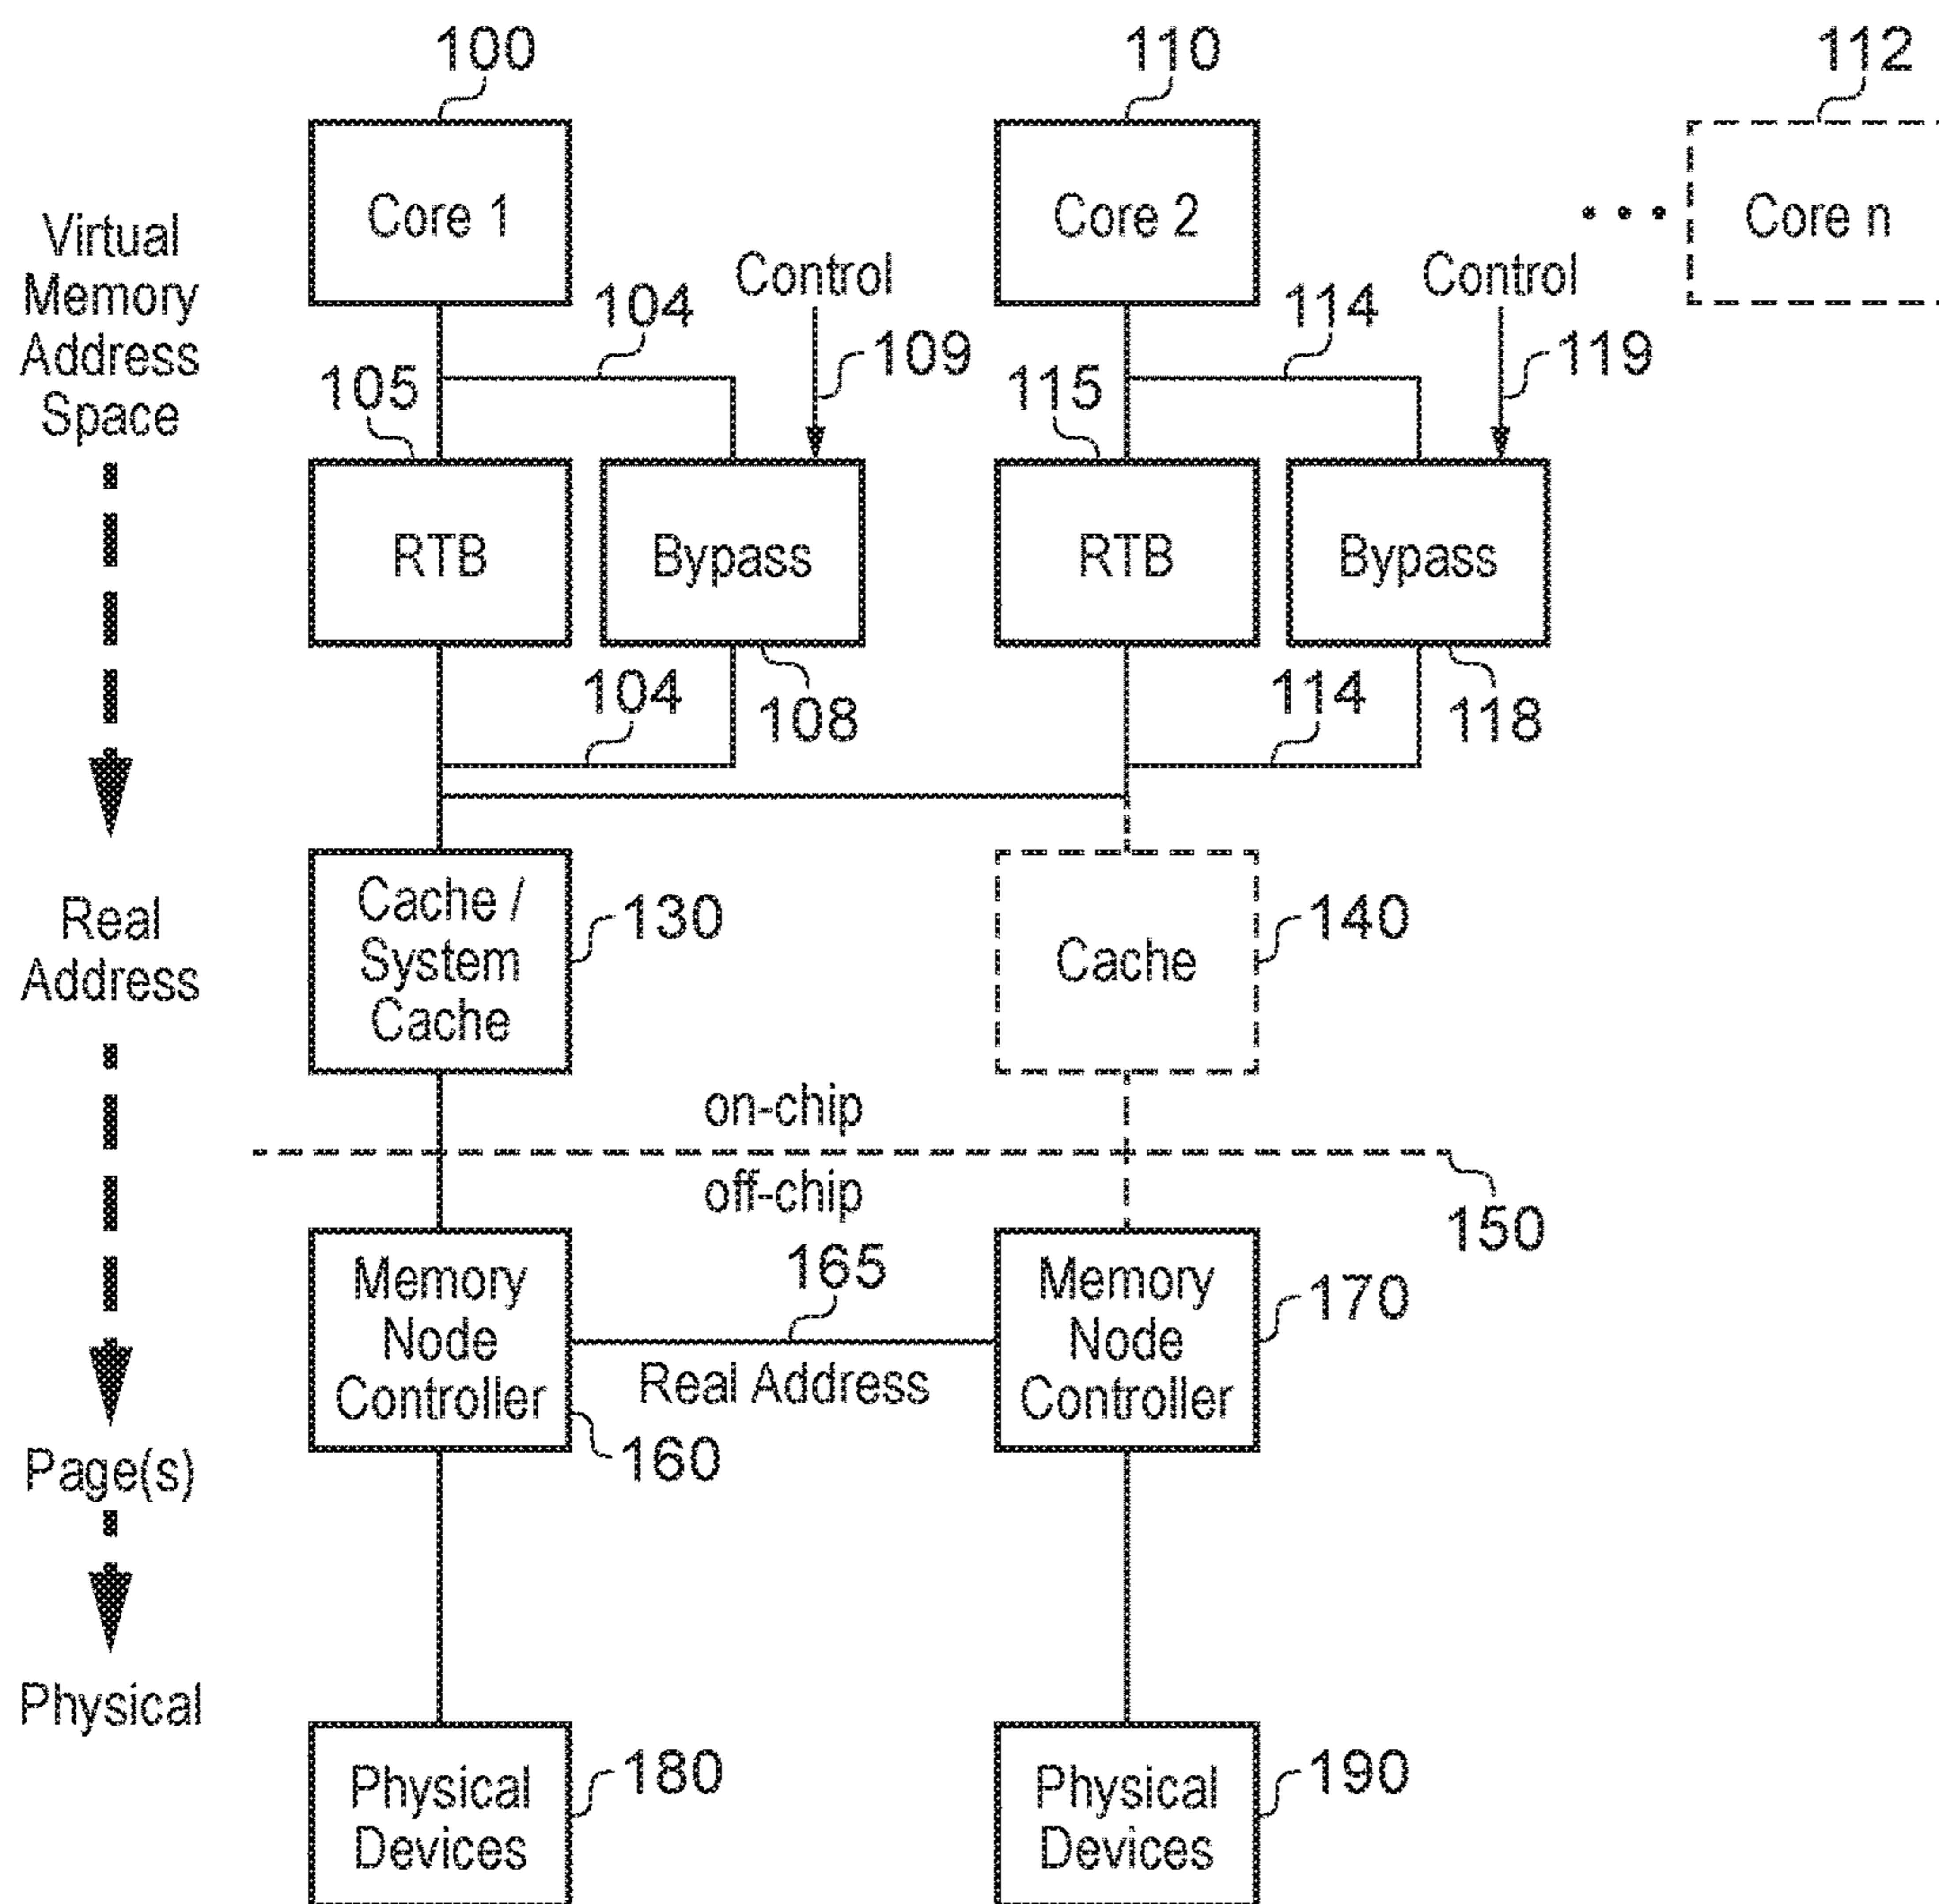 100
110
112
Core 1
Core 2
Core n
Virtual
Memory
Address
Space
Control
Control
104
114
109
119
105
115
RTB
Bypass
RTB
Bypass
104
108
114
118
Real
Address
Cache /
System
Cache
130
Cache
140
on-chip
off-chip
150
Memory
Node
Controller
160
165
Real Address
Memory
Node
Controller
170
Page(s)
Physical
Physical
Devices
180
Physical
Devices
190